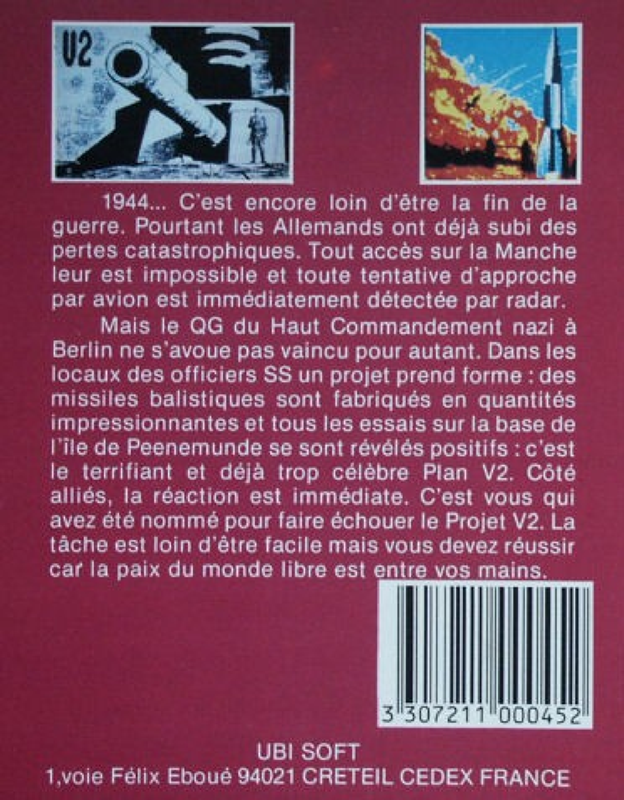 U2
1944... C'est encore loin d'être la fin de la
guerre. Pourtant les Allemands ont déjà subi des
pertes catastrophiques. Tout accès sur la Manche
leur est impossible et toute tentative d'approche
par avion est immédiatement détectée par radar.
Mais le QG du Haut Commandement nazi à
Berlin ne s'avoue pas vaincu pour autant. Dans les
locaux des officiers SS un projet prend forme : des
missiles balistiques sont fabriqués en quantités
impressionnantes et tous les essais sur la base de
l'île de Peenemunde se sont révélés positifs : c'est
le terrifiant et déjà trop célèbre Plan V2. Côté
alliés, la réaction est immédiate. C'est vous qui
avez été nommé pour faire échouer le Projet V2. La
tâche est loin d'être facile mais vous devez réussir
car la paix du monde libre est entre vos mains.
3 307211 000452
UBI SOFT
1,voie Félix Eboué 94021 CRETEIL CEDEX FRANCE